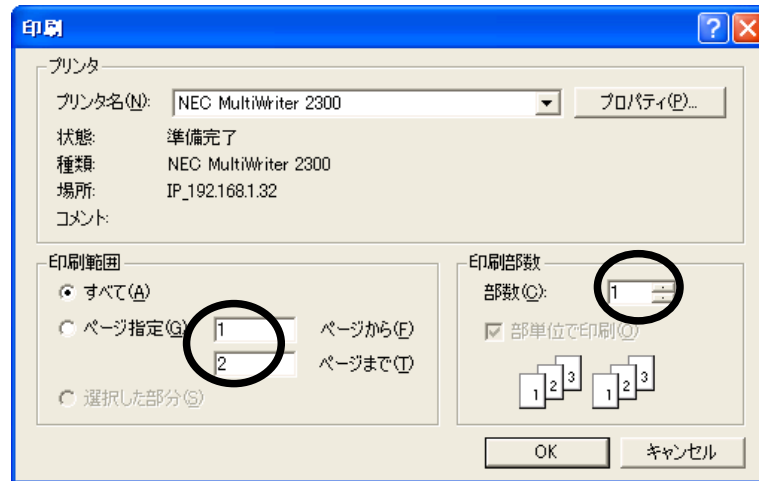 印刷
プリンタ
プリンタ名(N): NEC MultiWriter 2300 プロパティ(P)...
状態: 準備完了
種類: NEC MultiWriter 2300
場所: IP_192.168.1.32
コメント:
印刷範囲
すべて(A)
ページ指定(G) 1 ページから(F)
2 ページまで(T)
選択した部分(S)
印刷部数
部数(C): 1
部単位で印刷(O)
1 2 3 1 2 3
OK キャンセル